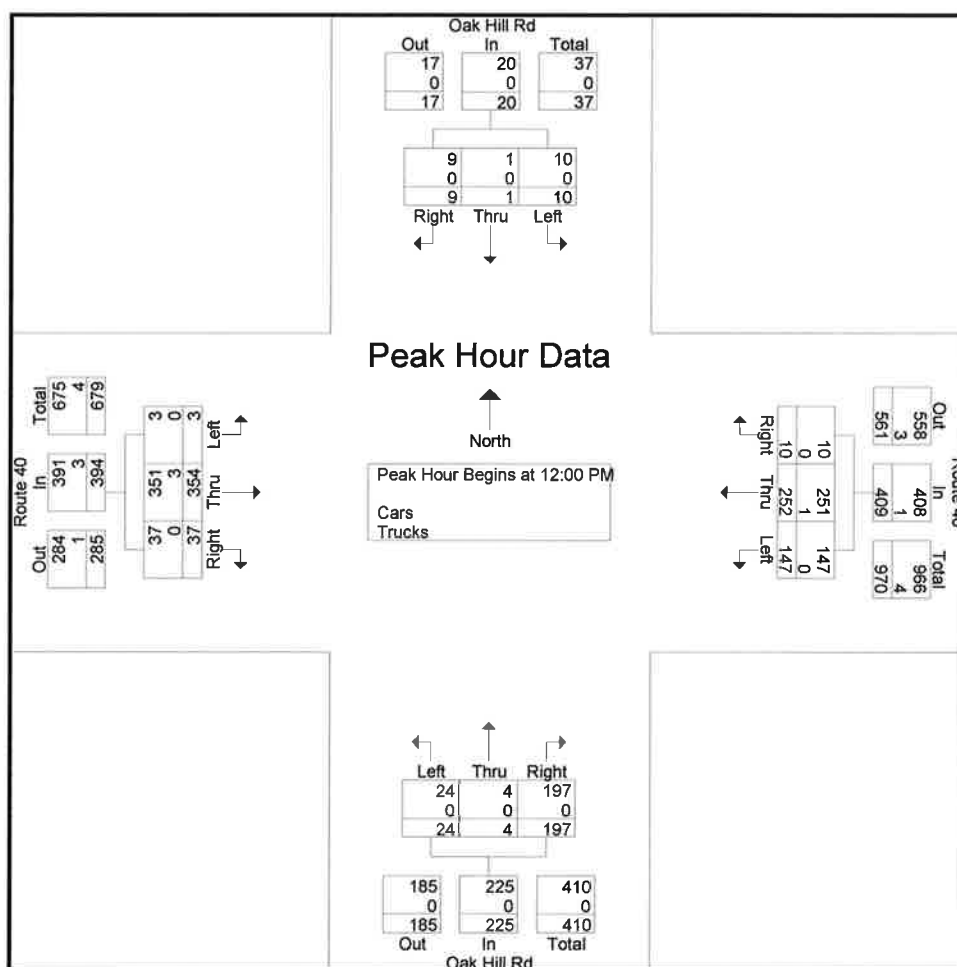 Oak Hill Rd
Out In Total
17 20 37
0 0 0
17 20 37
9 1 10
0 0 0
9 1 10
Right Thru Left
Peak Hour Data
North
Peak Hour Begins at 12:00 PM
Cars
Trucks
Route 40
Total In Out
675 391 284
4 3 1
679 394 285
3 351 37
0 3 0
3 354 37
Left Thru Right
Right Thru Left
10 252 147
0 1 0
10 251 147
Out In Total
561 409 970
3 1 4
558 408 966
Route 40
Left Thru Right
24 4 197
0 0 0
24 4 197
185 225 410
0 0 0
185 225 410
Out In Total
Oak Hill Rd